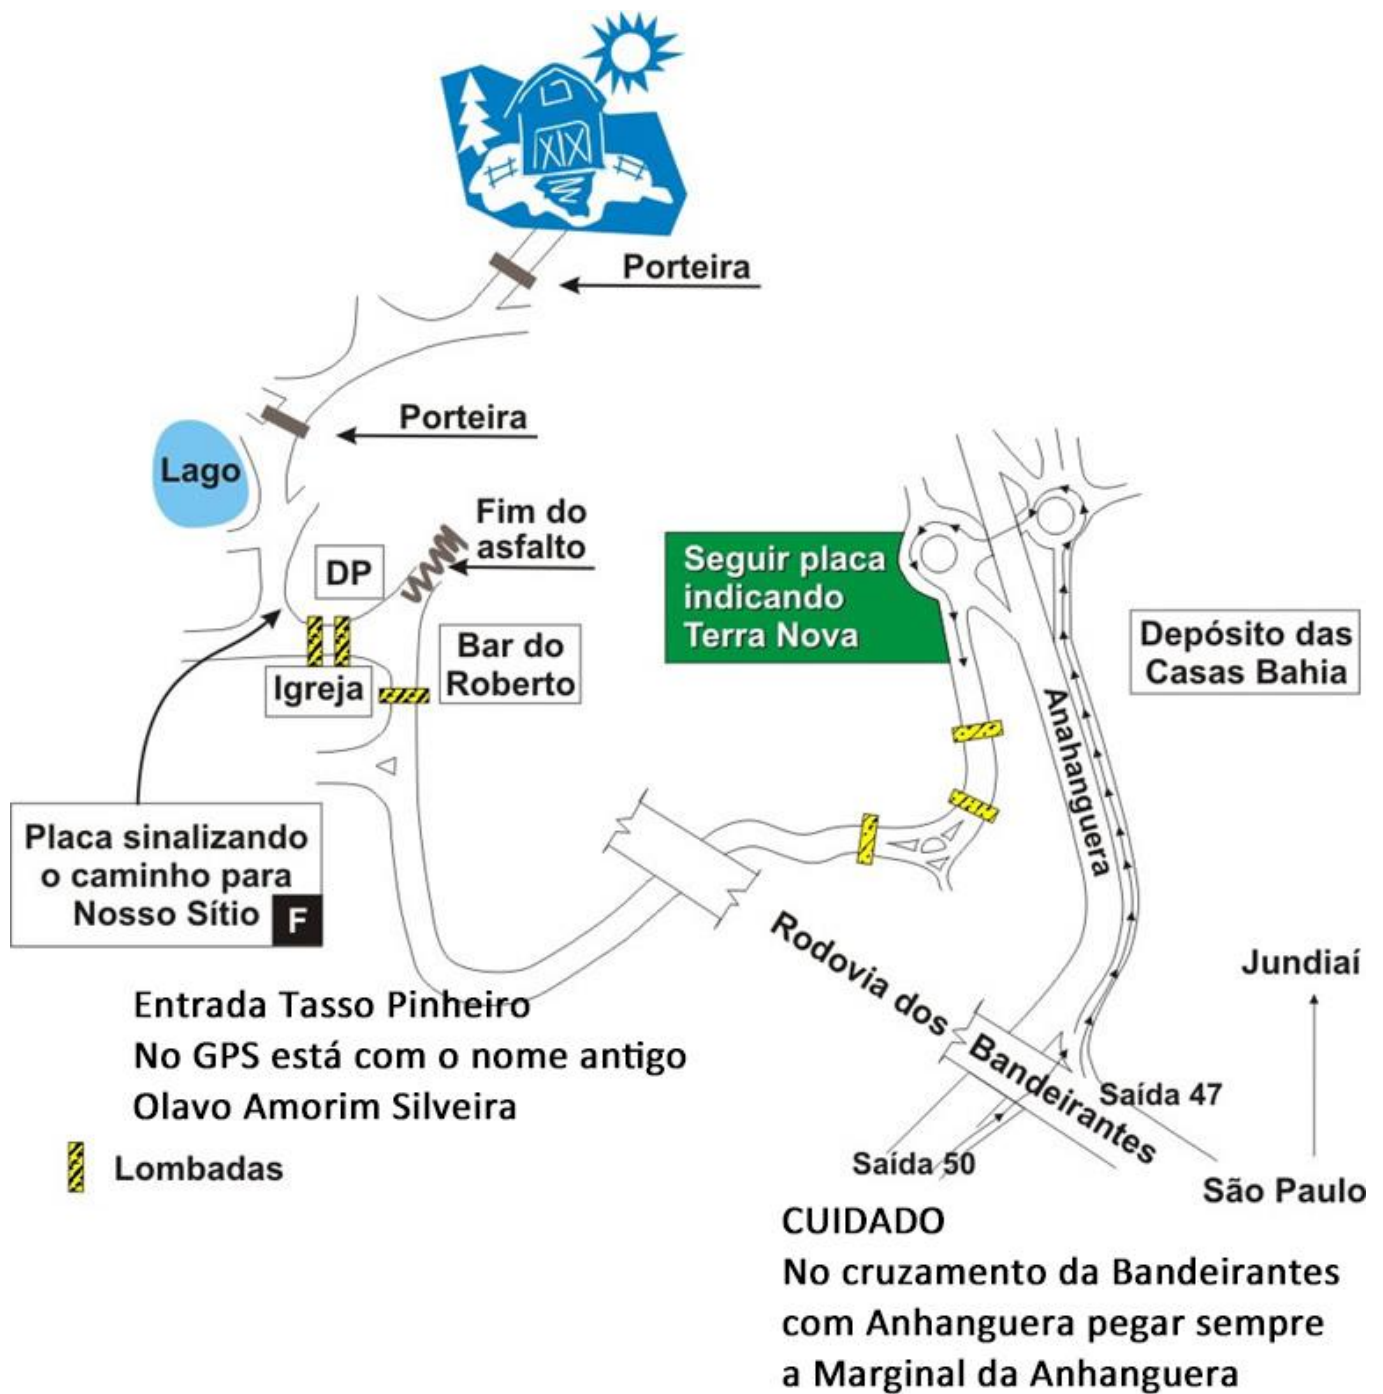 Porteira
Porteira
Lago
Fim do
asfalto
DP
Seguir placa
indicando
Terra Nova
Depósito das
Casas Bahia
Bar do
Roberto
Igreja
Anahanguera
Placa sinalizando
o caminho para
Nosso Sítio F
Rodovia dos
Bandeirantes
Jundiaí
Entrada Tasso Pinheiro
No GPS está com o nome antigo
Olavo Amorim Silveira
Saída 47
Lombadas
Saída 50
São Paulo
CUIDADO
No cruzamento da Bandeirantes
com Anhanguera pegar sempre
a Marginal da Anhanguera